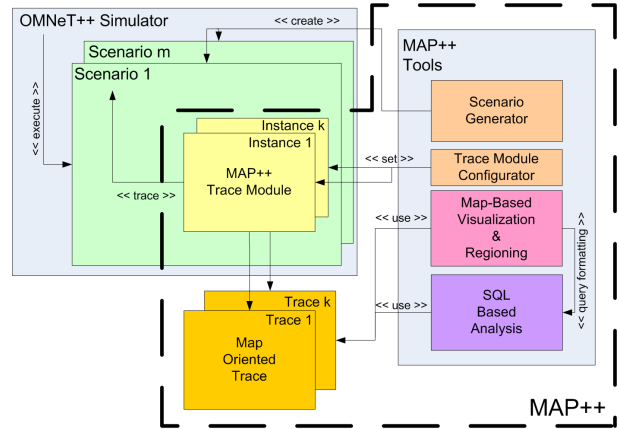 OMNeT++ Simulator
<< create >>
Scenario m
Scenario 1
<< execute >>
Instance k
Instance 1
MAP++
Trace Module
<< trace >>
<< set >>
MAP++
Tools
Scenario
Generator
Trace Module
Configurator
Map-Based
Visualization
&
Regioning
<< use >>
<< query formatting >>
SQL
Based
Analysis
<< use >>
Trace k
Trace 1
Map
Oriented
Trace
MAP++